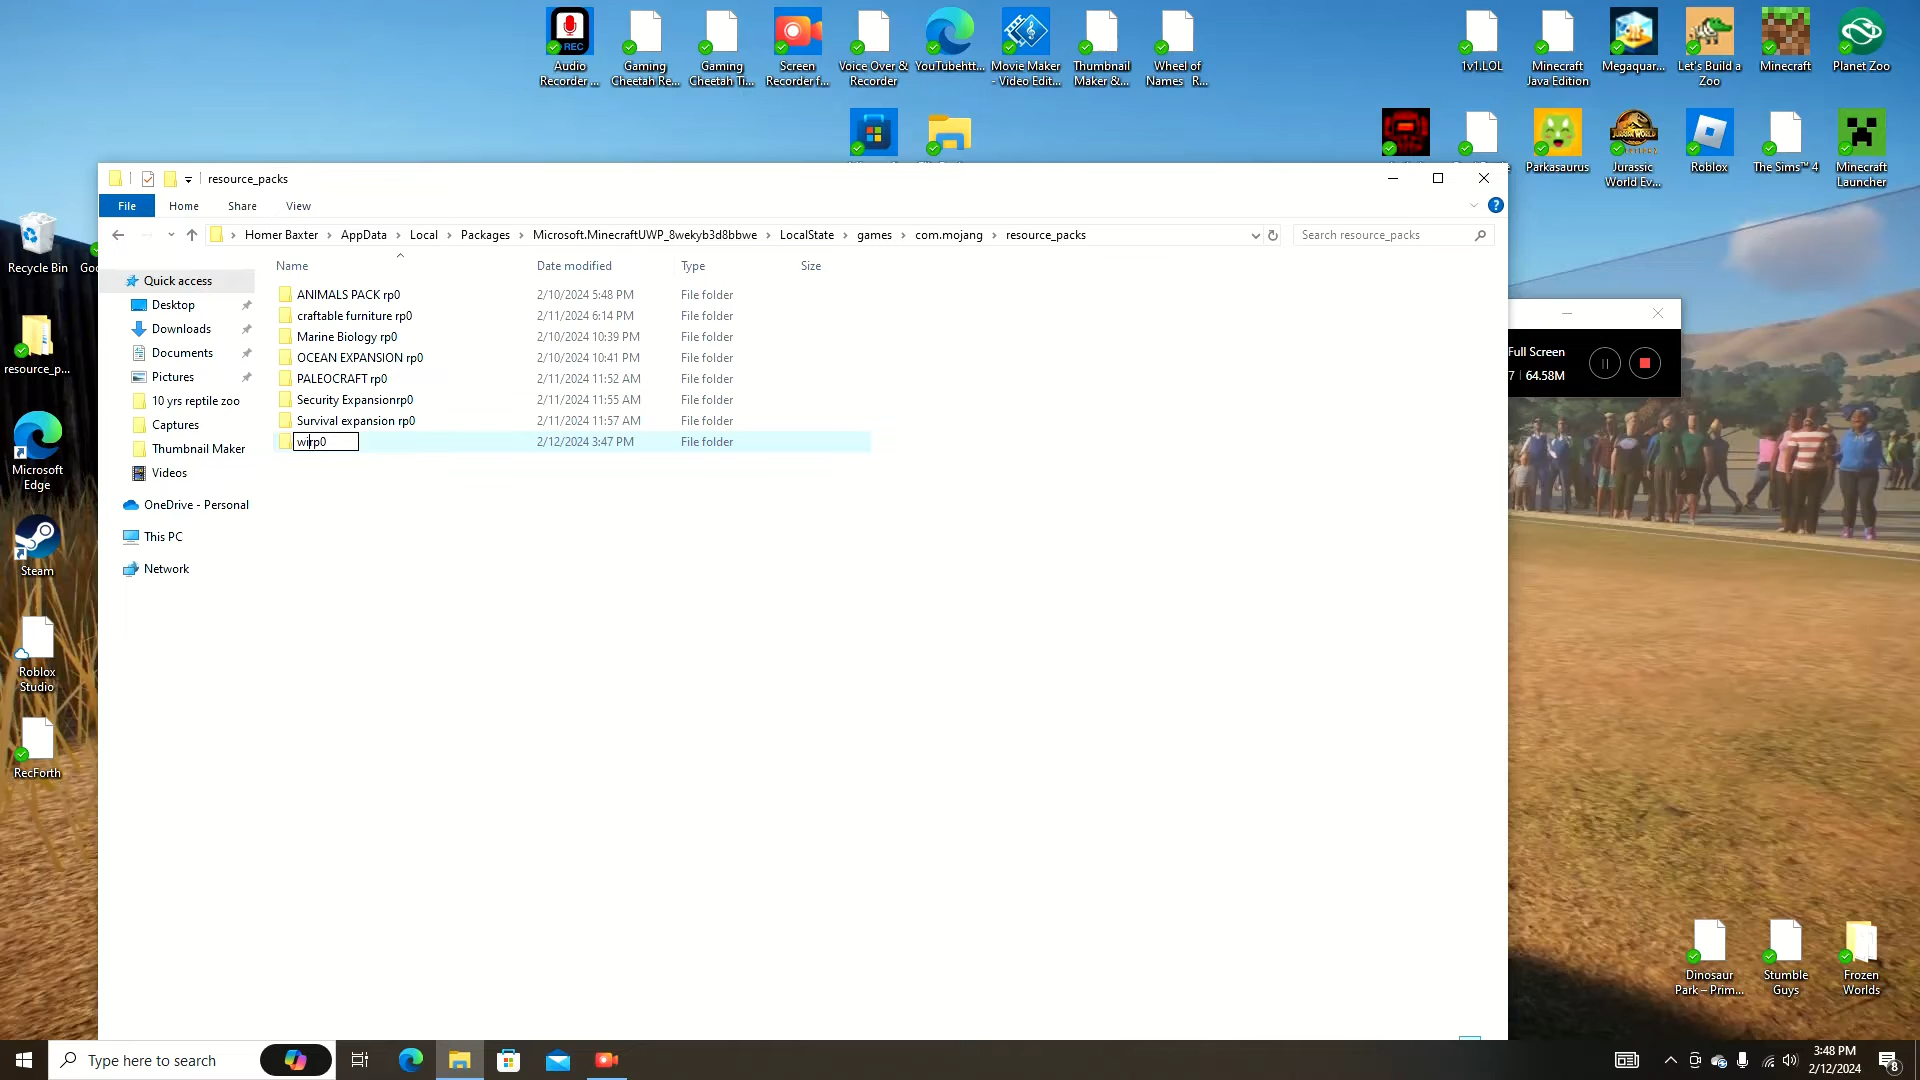 Audio
Recorder ...
Gaming
Cheetah Re...
Gaming
Cheetah Ti...
Screen
Recorder f...
Voice Over &
Recorder
YouTubehtt...
Movie Maker
- Video Edit...
Thumbnail
Maker &...
Wheel of
Names R...
1v1.LOL
Minecraft
Java Edition
Megaquar...
Let's Build a
Zoo
Minecraft
Planet Zoo
REC
Parkasaurus
Jurassic
World Ev...
Roblox
The Sims™ 4
Minecraft
Launcher
resource_packs
File
Home
Share
View
Homer Baxter
AppData
Local
Packages
Microsoft.MinecraftUWP_8wekyb3d8bbwe
LocalState
games
com.mojang
resource_packs
Search resource_packs
Name
Date modified
Type
Size
ANIMALS PACK rp0 2/10/2024 5:48 PM File folder
craftable furniture rp0 2/11/2024 6:14 PM File folder
Marine Biology rp0 2/10/2024 10:39 PM File folder
OCEAN EXPANSION rp0 2/10/2024 10:41 PM File folder
PALEOCRAFT rp0 2/11/2024 11:52 AM File folder
Security Expansionrp0 2/11/2024 11:55 AM File folder
Survival expansion rp0 2/11/2024 11:57 AM File folder
wirp0 2/12/2024 3:47 PM File folder
Quick access
Desktop
Downloads
Documents
Pictures
10 yrs reptile zoo
Captures
Thumbnail Maker
Videos
OneDrive - Personal
This PC
Network
Full Screen
7 | 64.58M
Recycle Bin
Goo
resource_p...
Microsoft
Edge
Steam
Roblox
Studio
RecForth
Dinosaur
Park – Prim...
Stumble
Guys
Frozen
Worlds
Type here to search
3:48 PM
2/12/2024
8